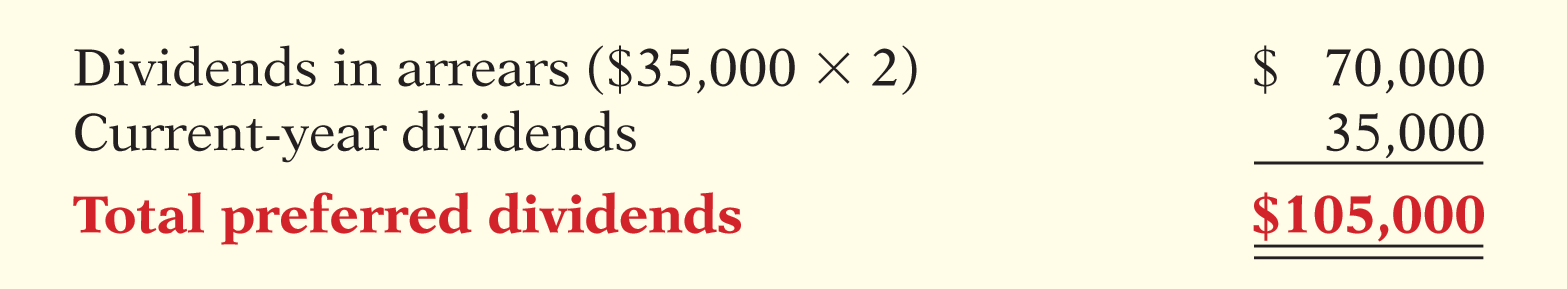 Dividends in arrears ($35,000 × 2) $ 70,000
Current-year dividends 35,000
Total preferred dividends $105,000